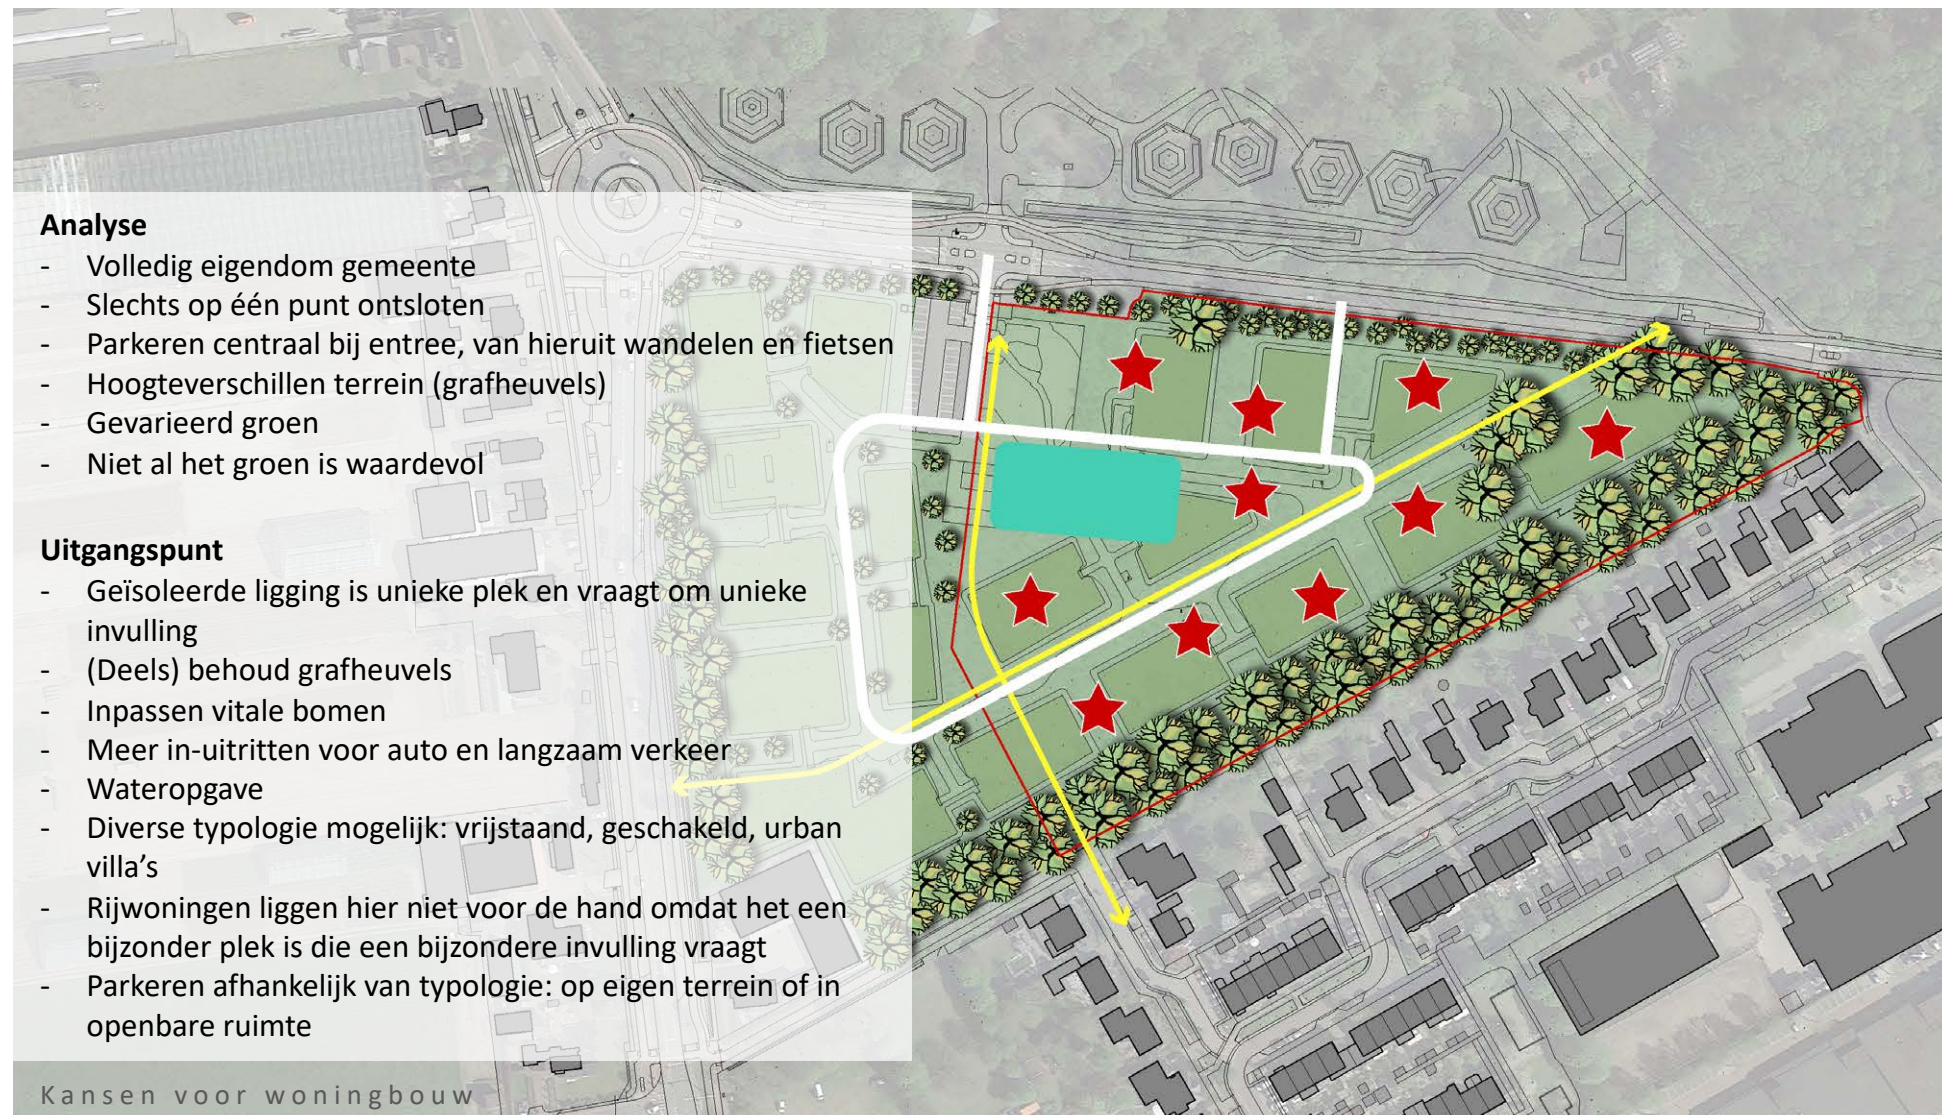 Analyse
- Volledig eigendom gemeente
- Slechts op één punt ontsloten
- Parkeren centraal bij entree, van hieruit wandelen en fietsen
- Hoogteverschillen terrein (grafheuvels)
- Gevarieerd groen
- Niet al het groen is waardevol
Uitgangspunt
- Geïsoleerde ligging is unieke plek en vraagt om unieke
invulling
- (Deels) behoud grafheuvels
- Inpassen vitale bomen
- Meer in-uitritten voor auto en langzaam verkeer
- Wateropgave
- Diverse typologie mogelijk: vrijstaand, geschakeld, urban
villa’s
- Rijwoningen liggen hier niet voor de hand omdat het een
bijzonder plek is die een bijzondere invulling vraagt
- Parkeren afhankelijk van typologie: op eigen terrein of in
openbare ruimte
Kansen voor woningbouw